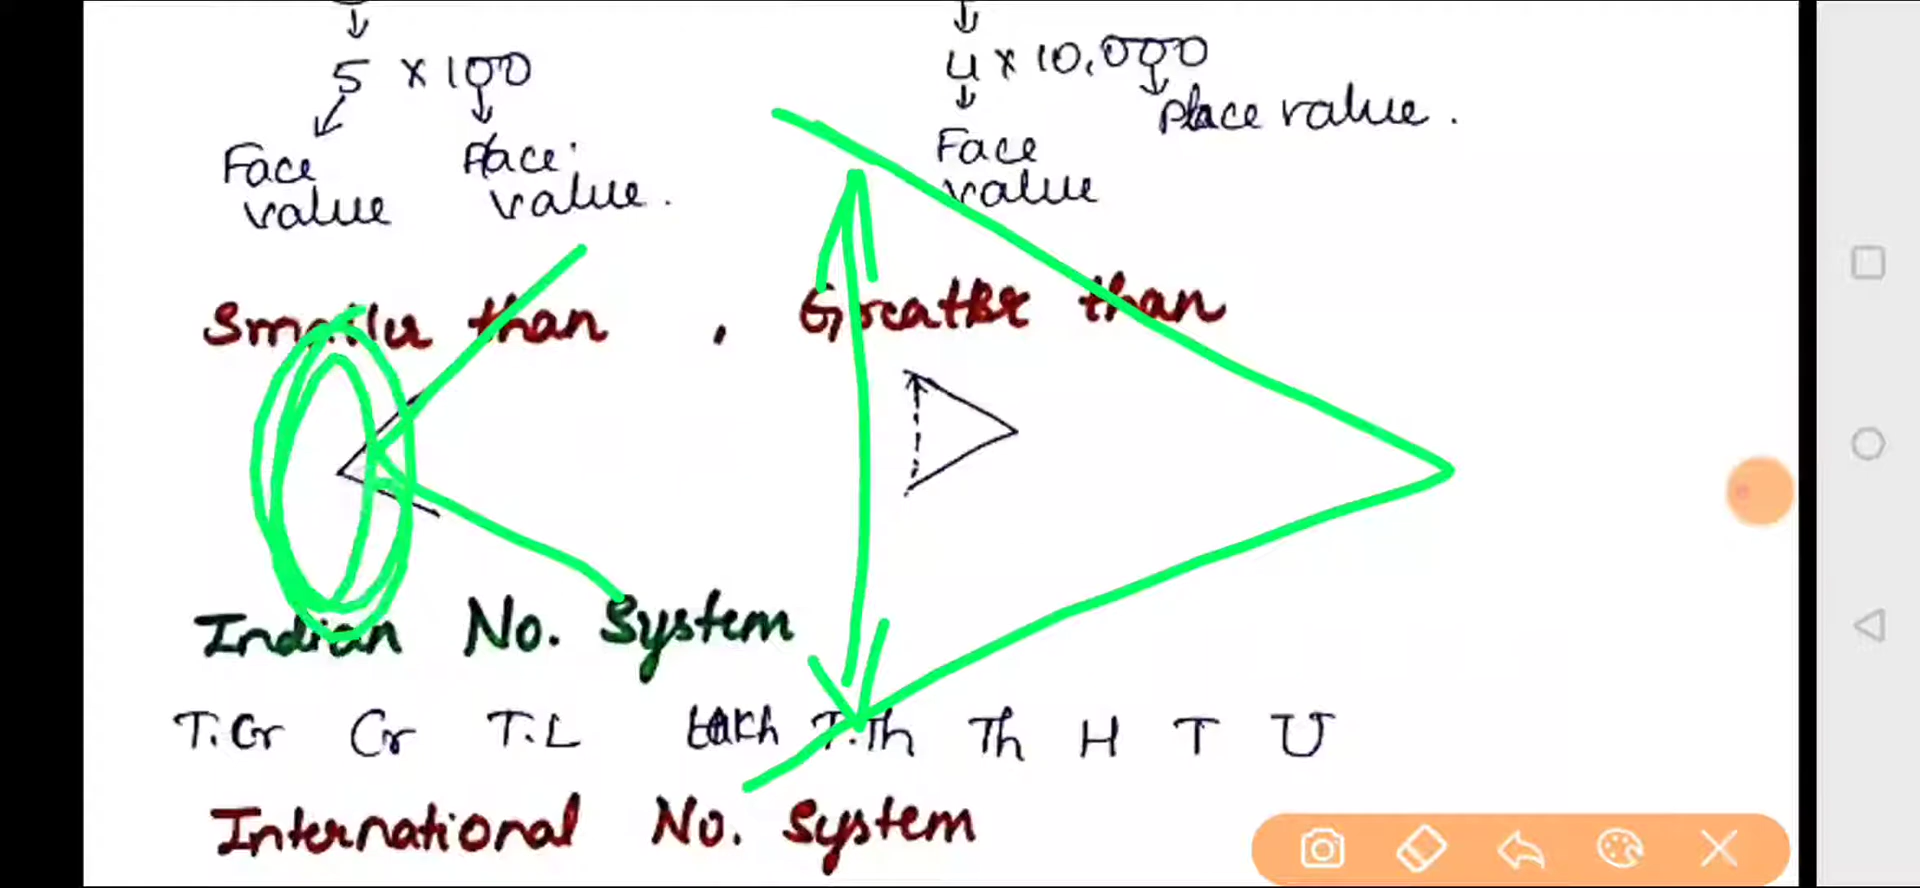 5 × 100
4 × 10,000
Face value
Place value.
Face value
Place value.
Smaller than , Greater than
Indian No. System
T.Cr Cr T.L Lakh T.Th Th H T U
International No. System